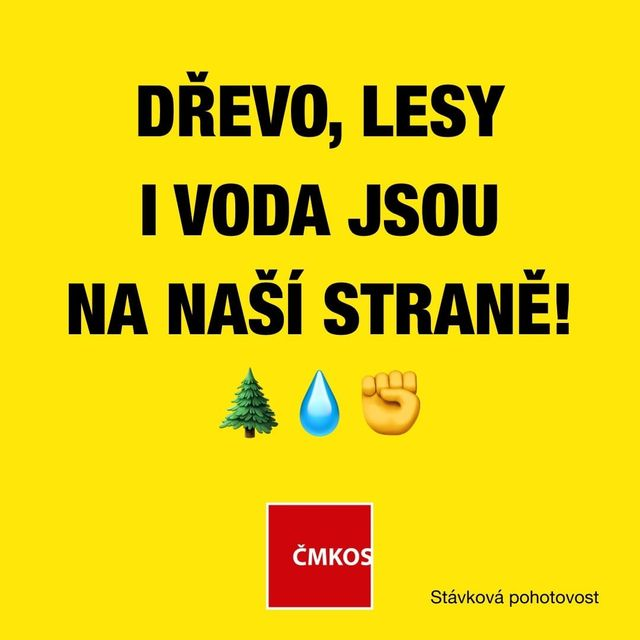 DŘEVO, LESY
I VODA JSOU
NA NAŠÍ STRANĚ!
ČMKOS
Stávková pohotovost